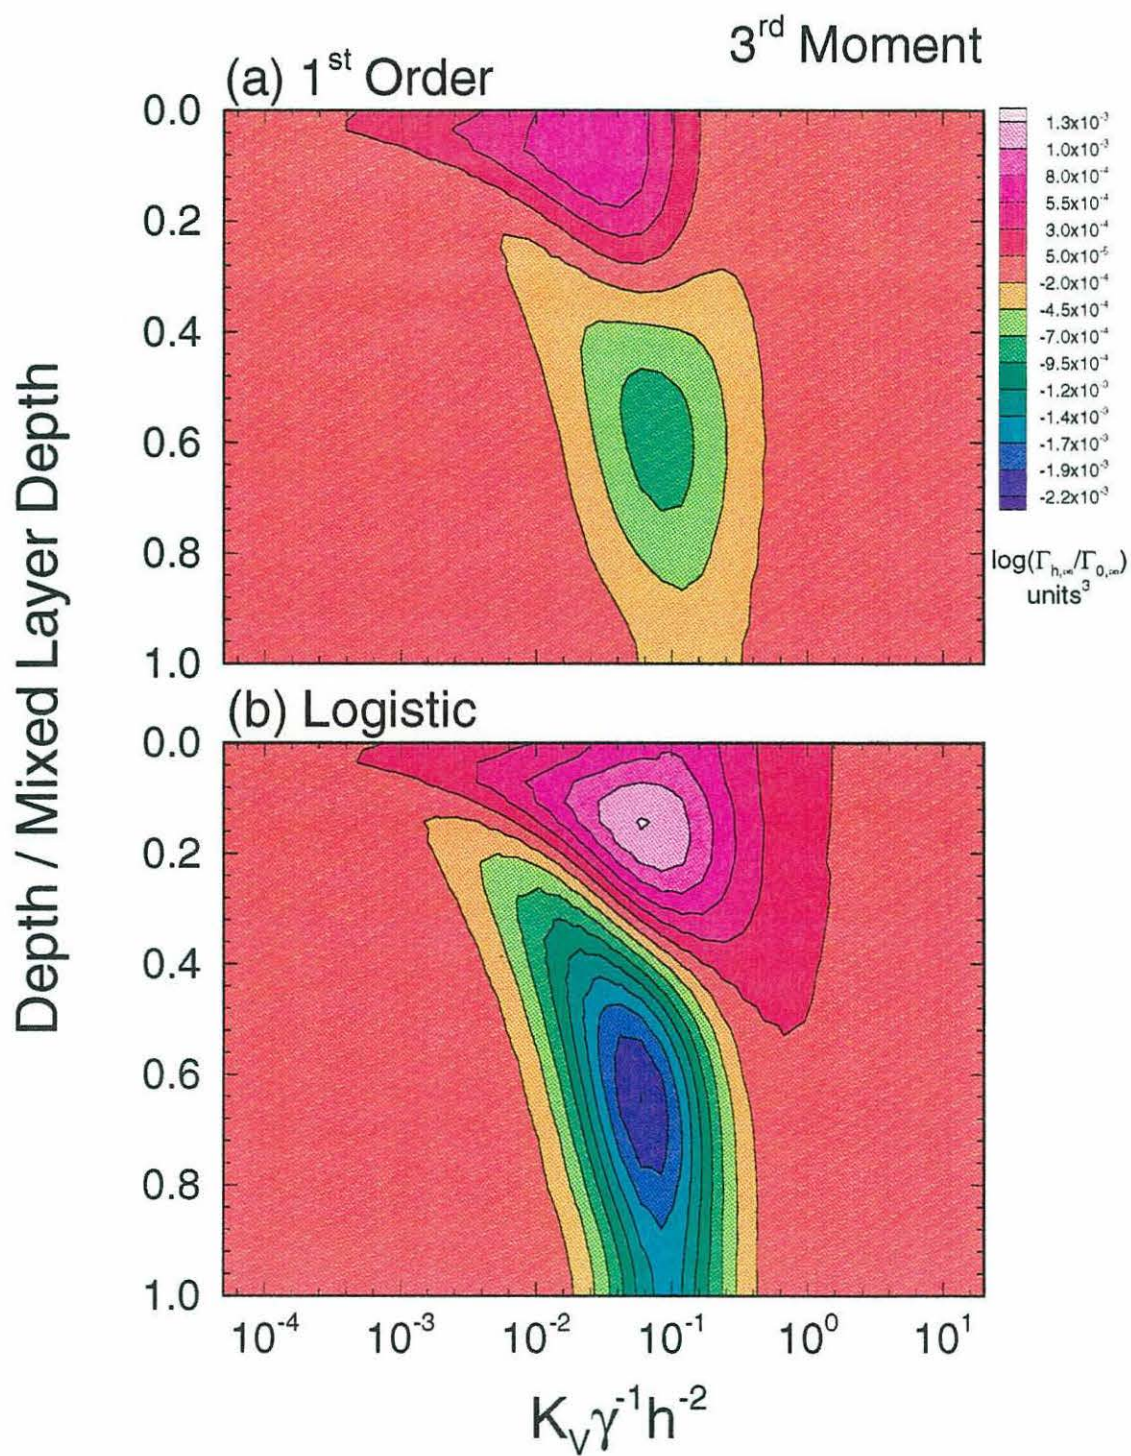 3rd Moment
(a) 1st Order
0.0
0.2
0.4
0.6
0.8
1.0
1.3x10-3
1.0x10-3
8.0x10-4
5.5x10-4
3.0x10-4
5.0x10-5
-2.0x10-4
-4.5x10-4
-7.0x10-4
-9.5x10-4
-1.2x10-3
-1.4x10-3
-1.7x10-3
-1.9x10-3
-2.2x10-3
log(Γh,∞/Γ0,∞)
units3
Depth / Mixed Layer Depth
(b) Logistic
0.0
0.2
0.4
0.6
0.8
1.0
10-4 10-3 10-2 10-1 100 101
KVγ-1h-2